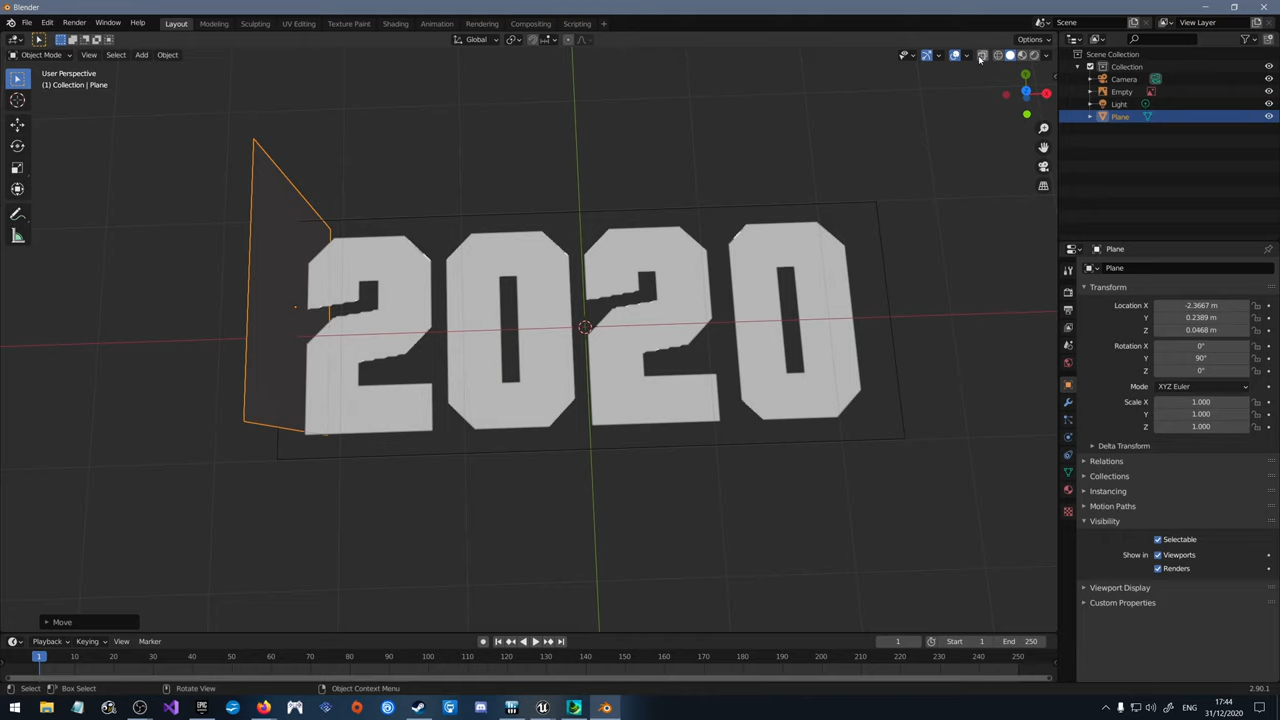 Blender
File Edit Render Window Help Layout Modeling Sculpting UV Editing Texture Paint Shading Animation Rendering Compositing Scripting + Scene View Layer
Global Options
Object Mode View Select Add Object
User Perspective
(1) Collection | Plane
2020
Y
X
Z
Move
Scene Collection
Collection
Camera
Empty
Light
Plane
Plane
Plane
Transform
Location X -2.3667 m
Y 0.2389 m
Z 0.0468 m
Rotation X 0°
Y 90°
Z 0°
Mode XYZ Euler
Scale X 1.000
Y 1.000
Z 1.000
Delta Transform
Relations
Collections
Instancing
Motion Paths
Visibility
Selectable
Show in Viewports
Renders
Viewport Display
Custom Properties
Playback Keying View Marker 1 Start 1 End 250
1 10 20 30 40 50 60 70 80 90 100 110 120 130 140 150 160 170 180 190 200 210 220 230 240 250
Select Box Select Rotate View Object Context Menu 2.90.1
ENG 17:44
31/12/2020